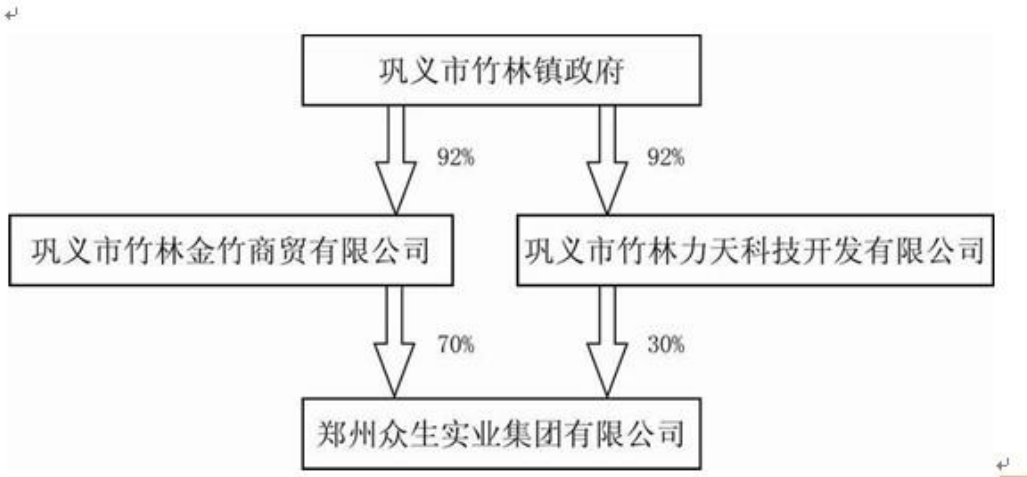 巩义市竹林镇政府
92%
92%
巩义市竹林金竹商贸有限公司
巩义市竹林力天科技开发有限公司
70%
30%
郑州众生实业集团有限公司